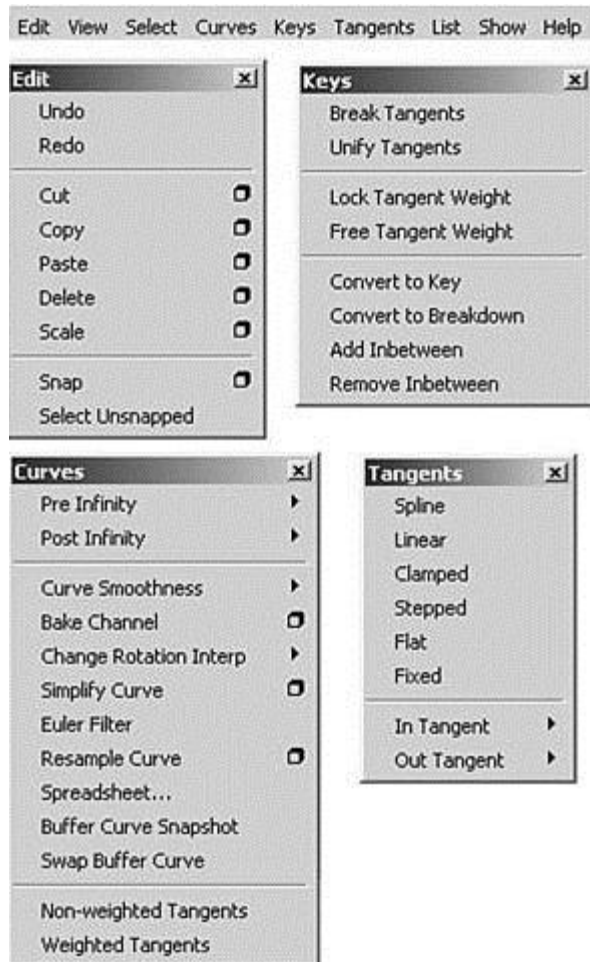 Edit View Select Curves Keys Tangents List Show Help
Edit
Undo
Redo
Cut
Copy
Paste
Delete
Scale
Snap
Select Unsnapped
Keys
Break Tangents
Unify Tangents
Lock Tangent Weight
Free Tangent Weight
Convert to Key
Convert to Breakdown
Add Inbetween
Remove Inbetween
Curves
Pre Infinity
Post Infinity
Curve Smoothness
Bake Channel
Change Rotation Interp
Simplify Curve
Euler Filter
Resample Curve
Spreadsheet...
Buffer Curve Snapshot
Swap Buffer Curve
Non-weighted Tangents
Weighted Tangents
Tangents
Spline
Linear
Clamped
Stepped
Flat
Fixed
In Tangent
Out Tangent